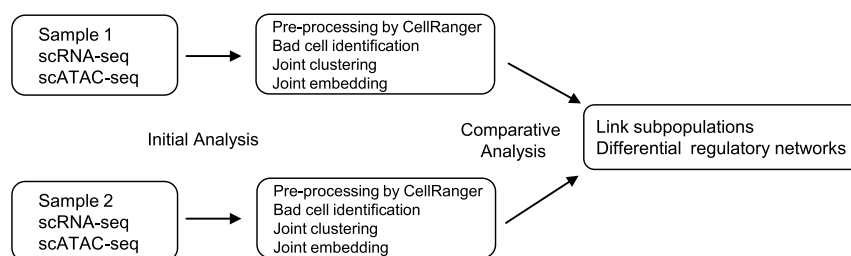 Sample 1
scRNA-seq
scATAC-seq
Pre-processing by CellRanger
Bad cell identification
Joint clustering
Joint embedding
Initial Analysis
Comparative
Analysis
Link subpopulations
Differential regulatory networks
Sample 2
scRNA-seq
scATAC-seq
Pre-processing by CellRanger
Bad cell identification
Joint clustering
Joint embedding